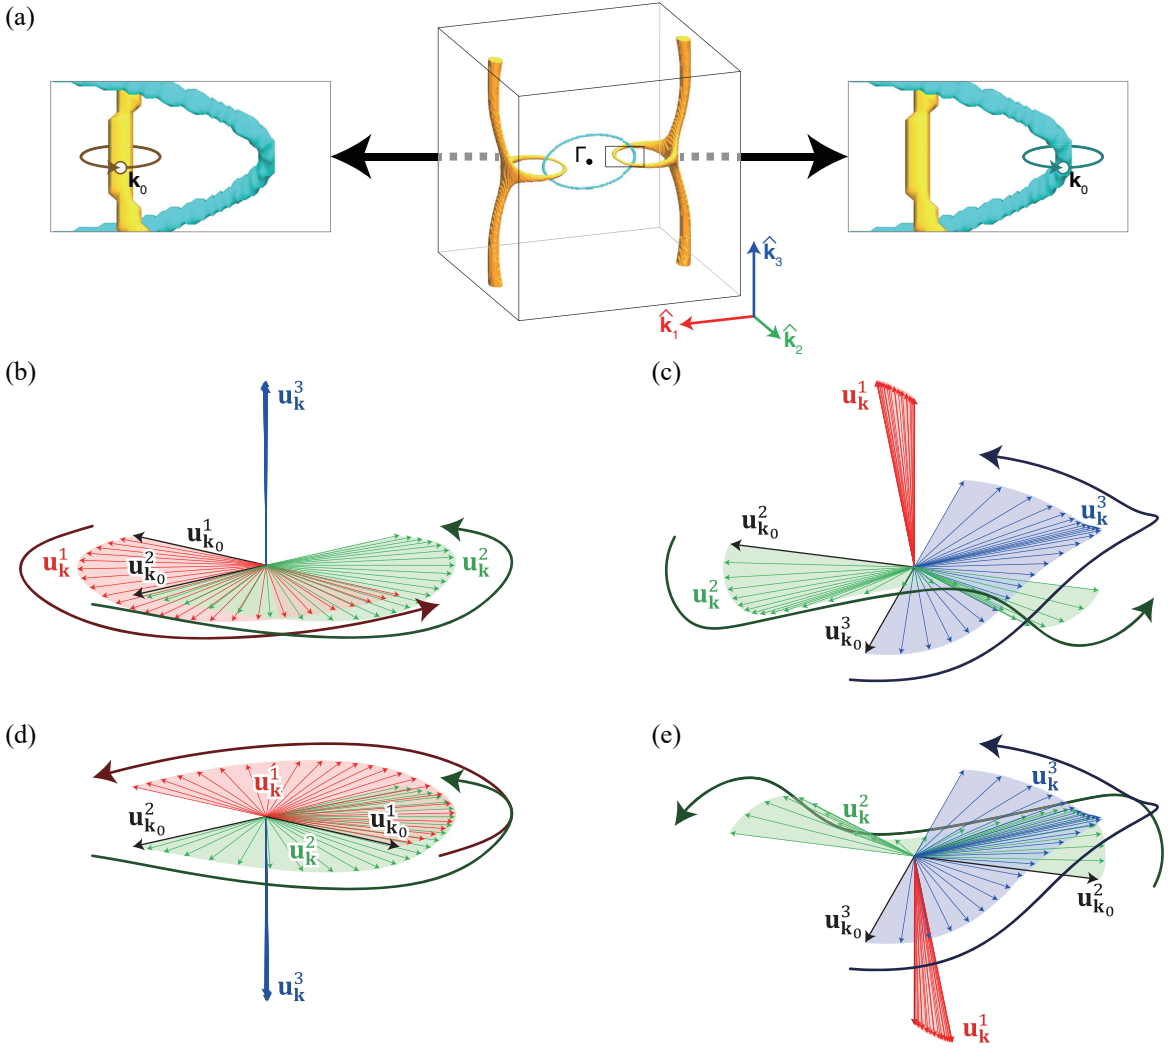 (a)
Γ
k₀
k₀
k̂₃
k̂₁
k̂₂
(b)
(c)
u³ₖ
u¹ₖ
u¹ₖ₀
u²ₖ₀
u³ₖ
u¹ₖ
u²ₖ₀
u²ₖ
u²ₖ
u³ₖ₀
(d)
(e)
u¹ₖ
u³ₖ
u²ₖ₀
u¹ₖ₀
u²ₖ
u²ₖ
u²ₖ₀
u³ₖ₀
u³ₖ
u¹ₖ